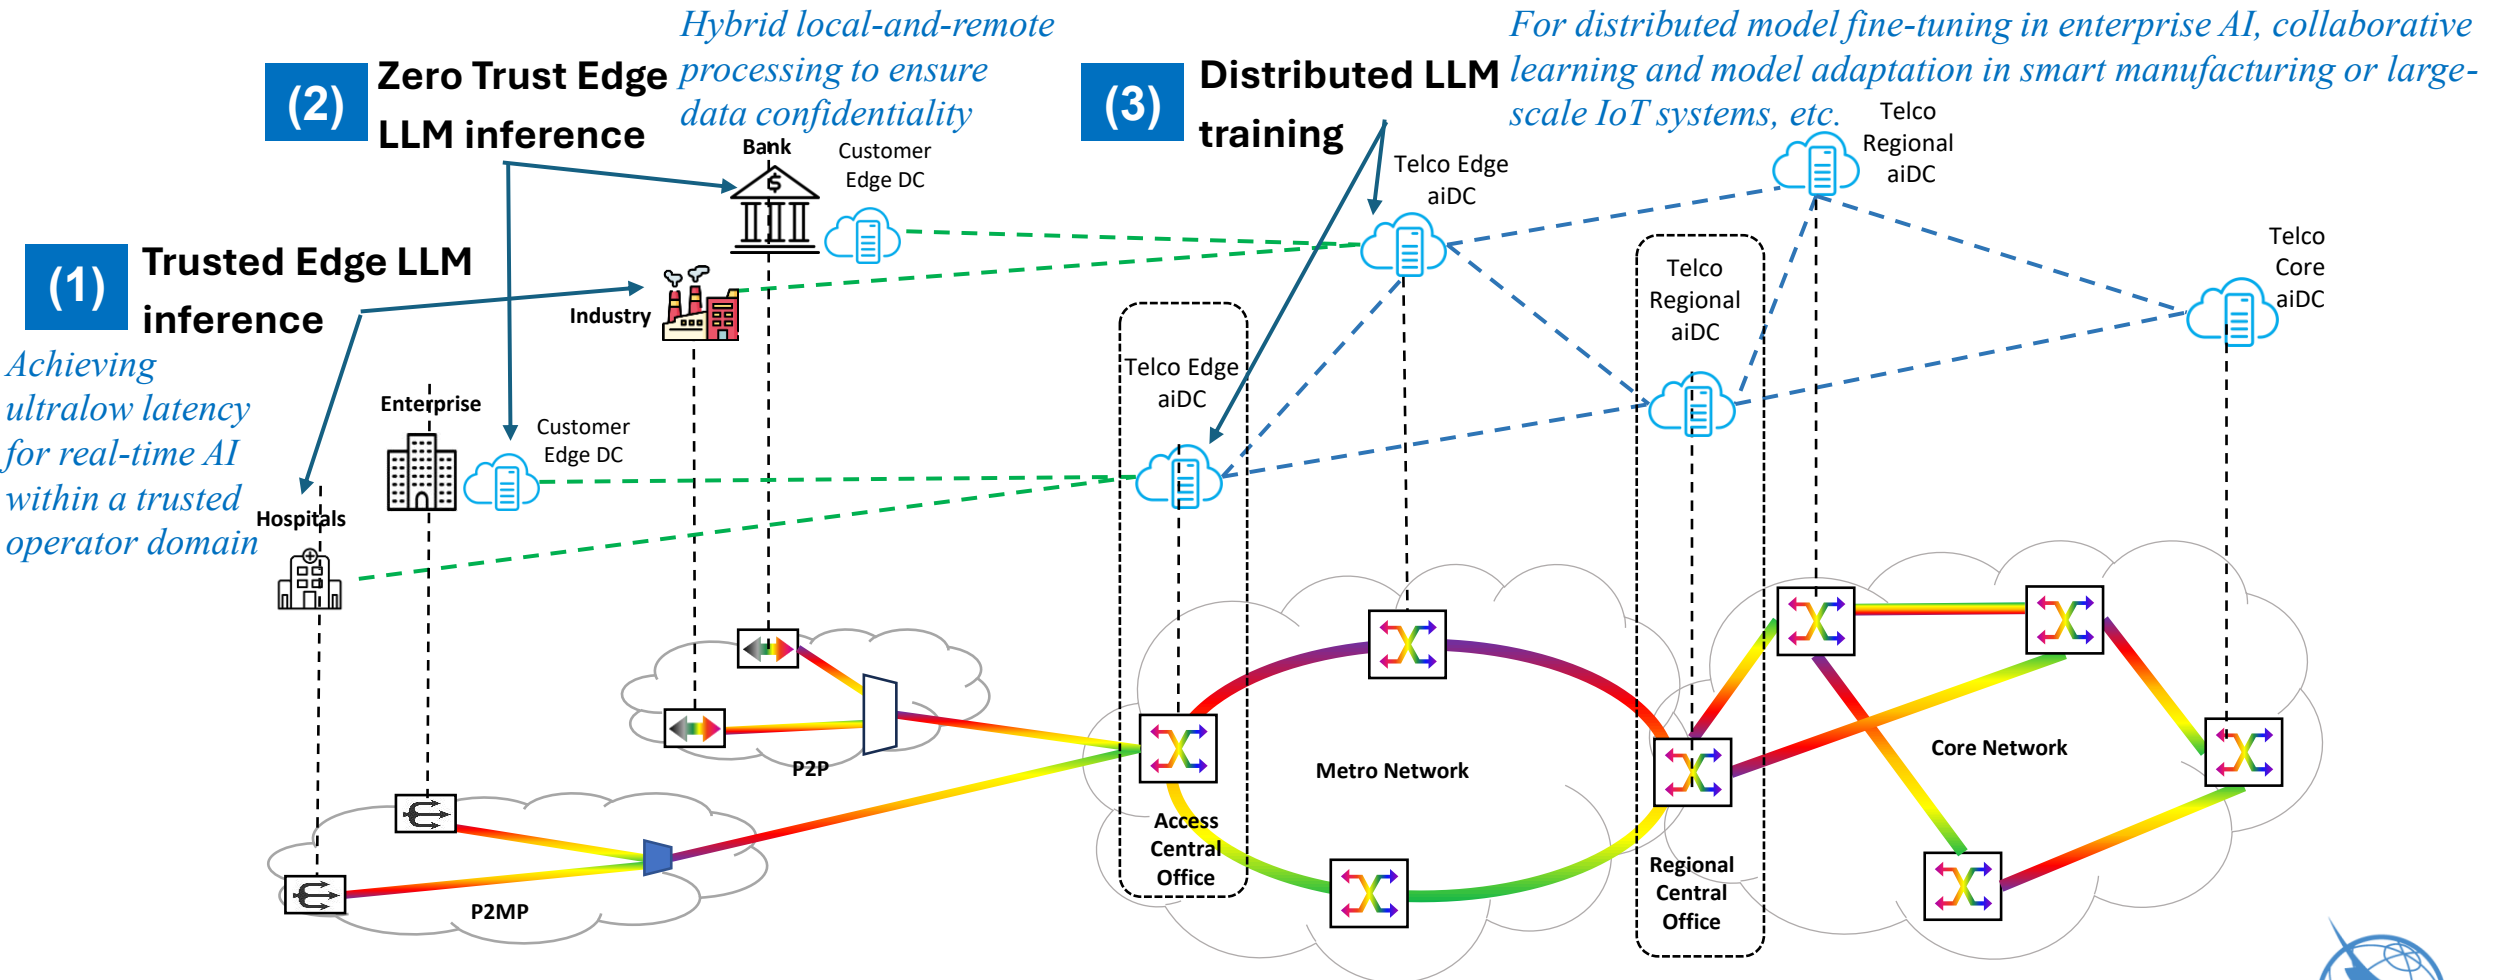 Hybrid local-and-remote
processing to ensure
data confidentiality
For distributed model fine-tuning in enterprise AI, collaborative
learning and model adaptation in smart manufacturing or large-
scale IoT systems, etc.
(2)
Zero Trust Edge
LLM inference
(3)
Distributed LLM
training
(1)
Trusted Edge LLM
inference
Achieving
ultralow latency
for real-time AI
within a trusted
operator domain
Bank
$
Customer
Edge DC
Industry
Enterprise
Customer
Edge DC
Hospitals
Telco Edge
aiDC
Telco Edge
aiDC
Telco
Regional
aiDC
Telco
Regional
aiDC
Telco
Core
aiDC
P2P
P2MP
Metro Network
Core Network
Access
Central
Office
Regional
Central
Office